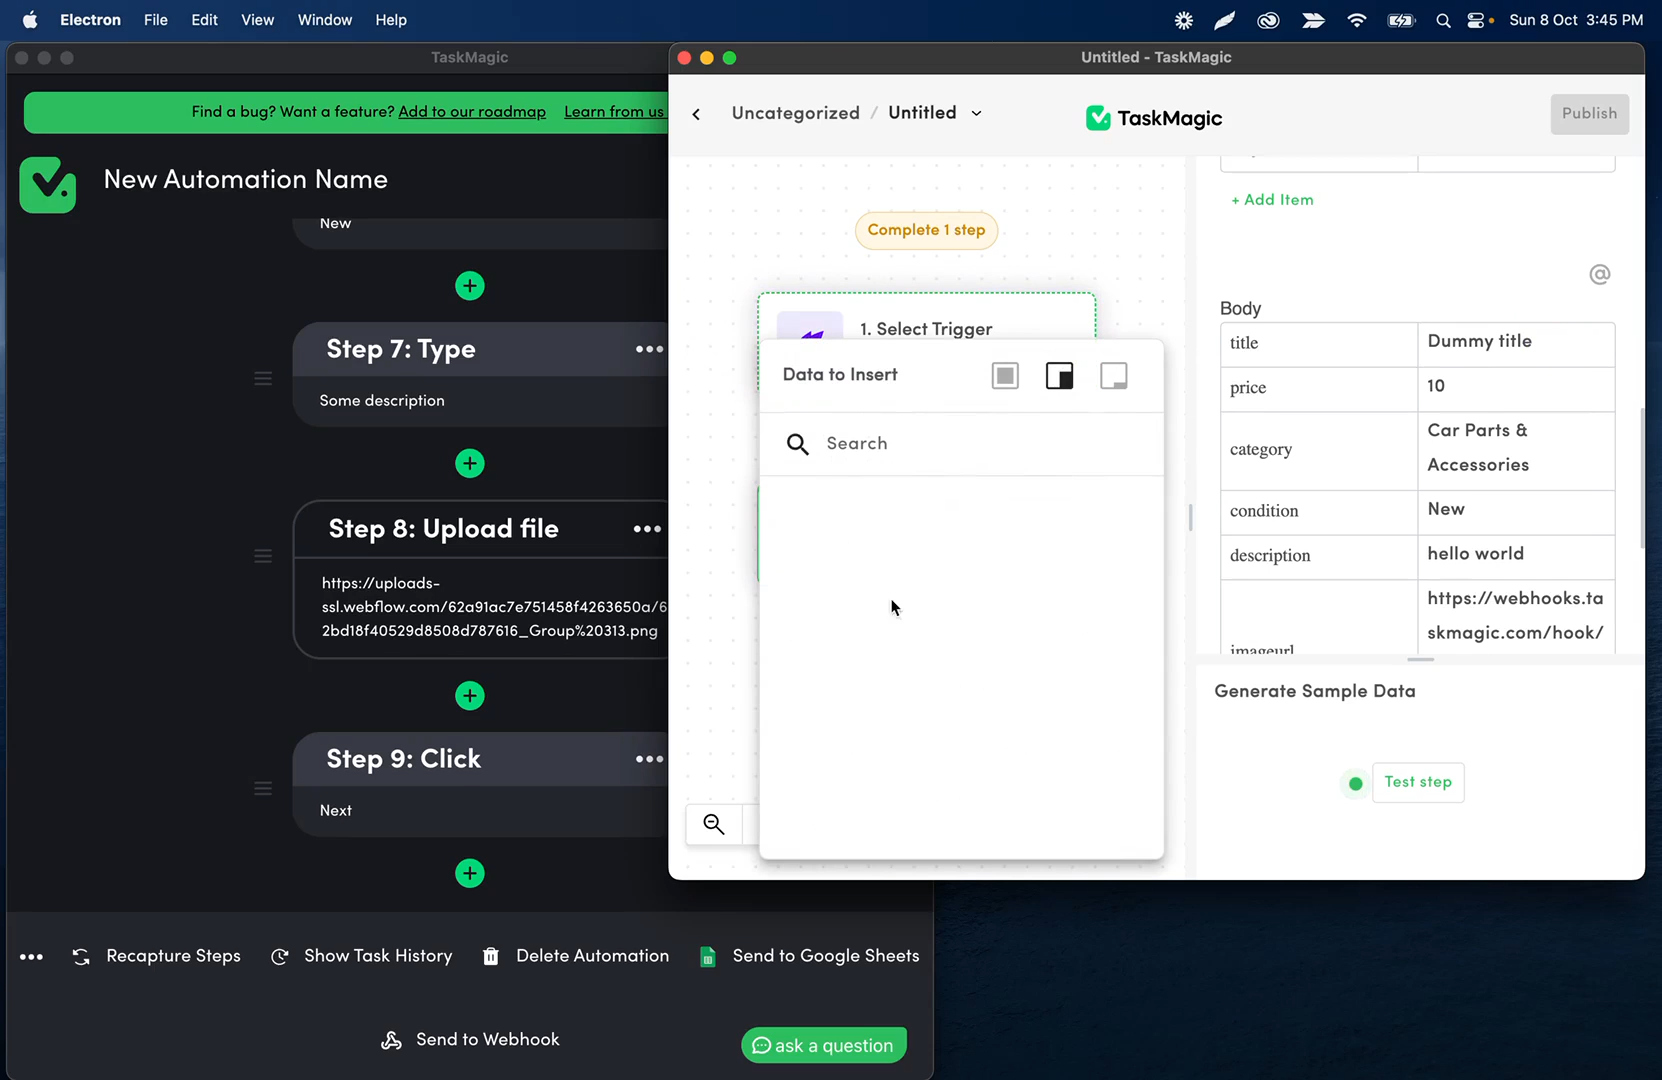 Electron File Edit View Window Help
Sun 8 Oct 3:45 PM
TaskMagic
Find a bug? Want a feature? Add to our roadmap Learn from us
New Automation Name
New
Step 7: Type
Some description
Step 8: Upload file
https://uploads-
ssl.webflow.com/62a91ac7e751458f4263650a/6
2bd18f40529d8508d787616_Group%20313.png
Step 9: Click
Next
Recapture Steps
Show Task History
Delete Automation
Send to Google Sheets
Send to Webhook
ask a question
Untitled - TaskMagic
Uncategorized / Untitled
TaskMagic
Publish
Complete 1 step
1. Select Trigger
Data to Insert
Search
+ Add Item
@
Body
title Dummy title
price 10
category Car Parts &
Accessories
condition New
description hello world
imageurl https://webhooks.ta
skmagic.com/hook/
Generate Sample Data
Test step